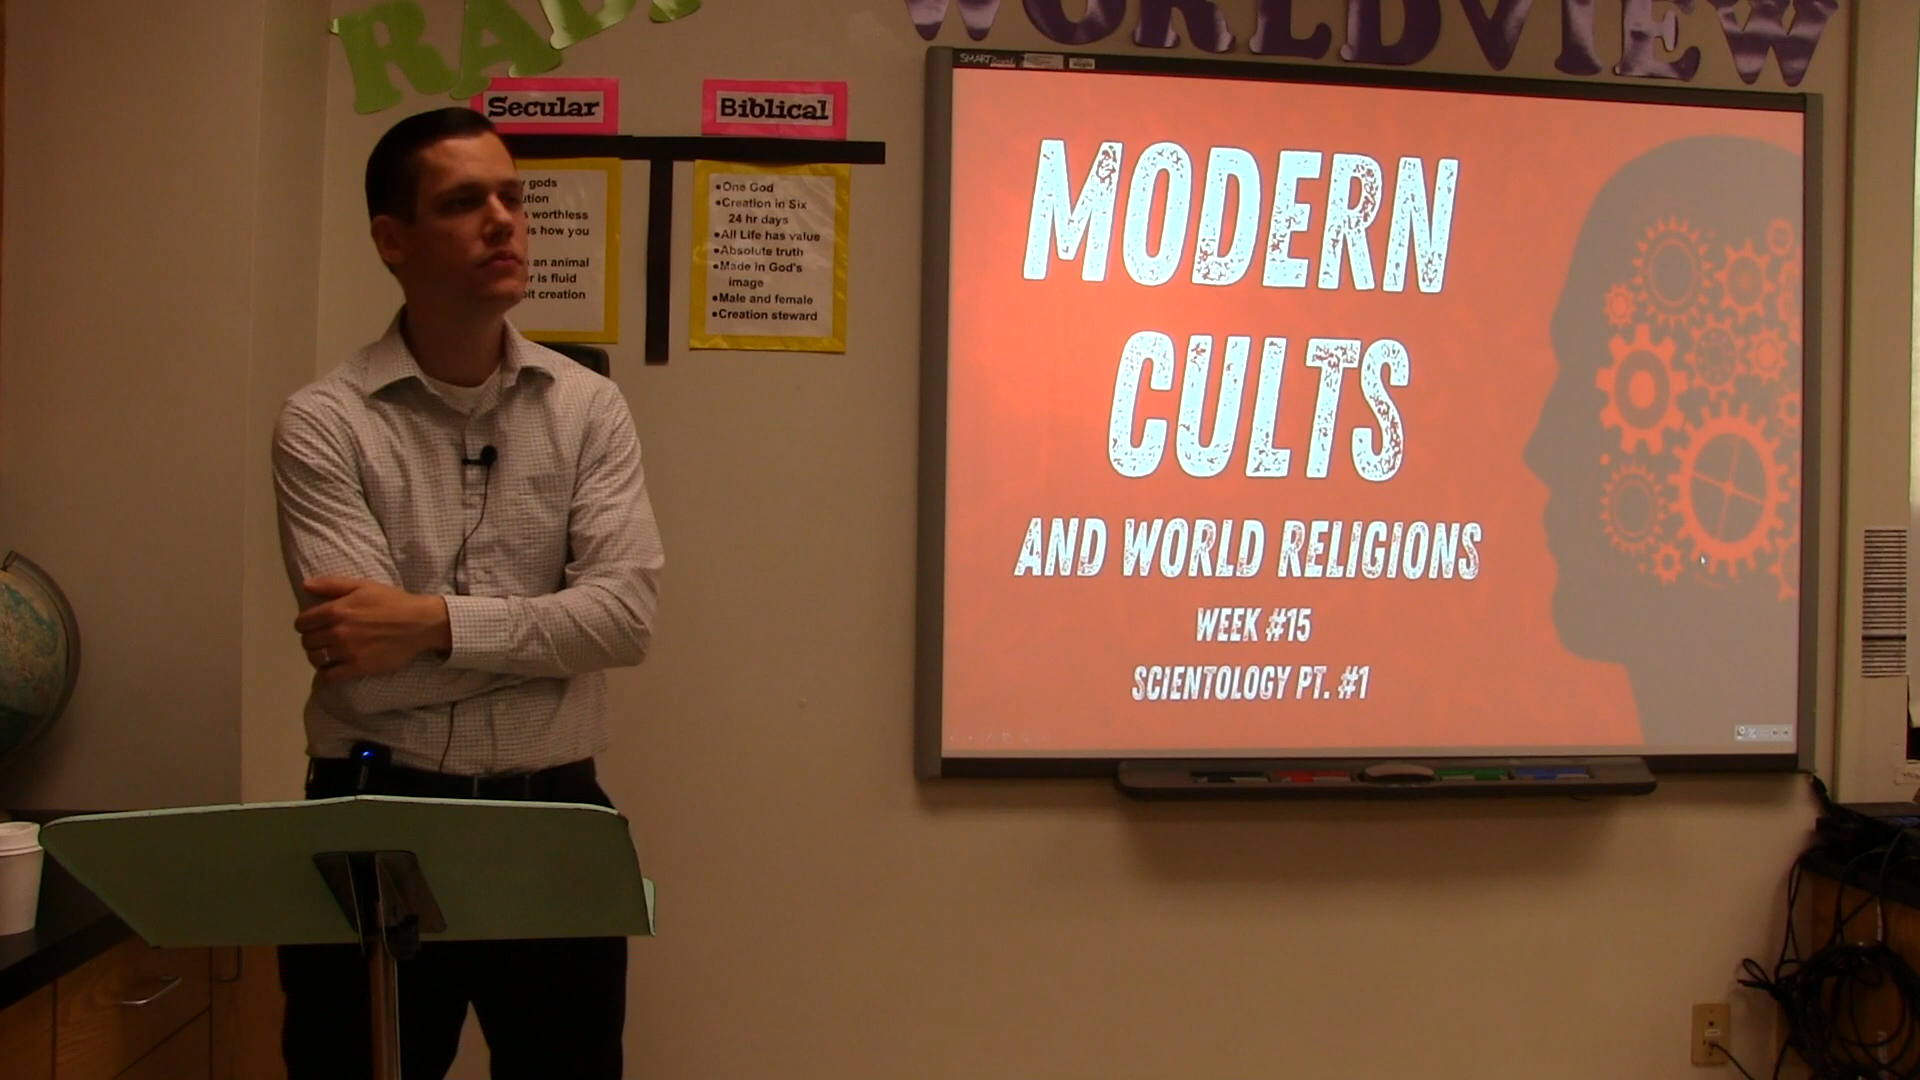 WORLDVIEW
Secular
Biblical
gods
worthless
is how you
an animal
is fluid
creation
•One God
•Creation in Six
24 hr days
•All Life has value
•Absolute truth
•Made in God's
image
•Male and female
•Creation steward
SMART
MODERN
CULTS
AND WORLD RELIGIONS
WEEK #15
SCIENTOLOGY PT. #1